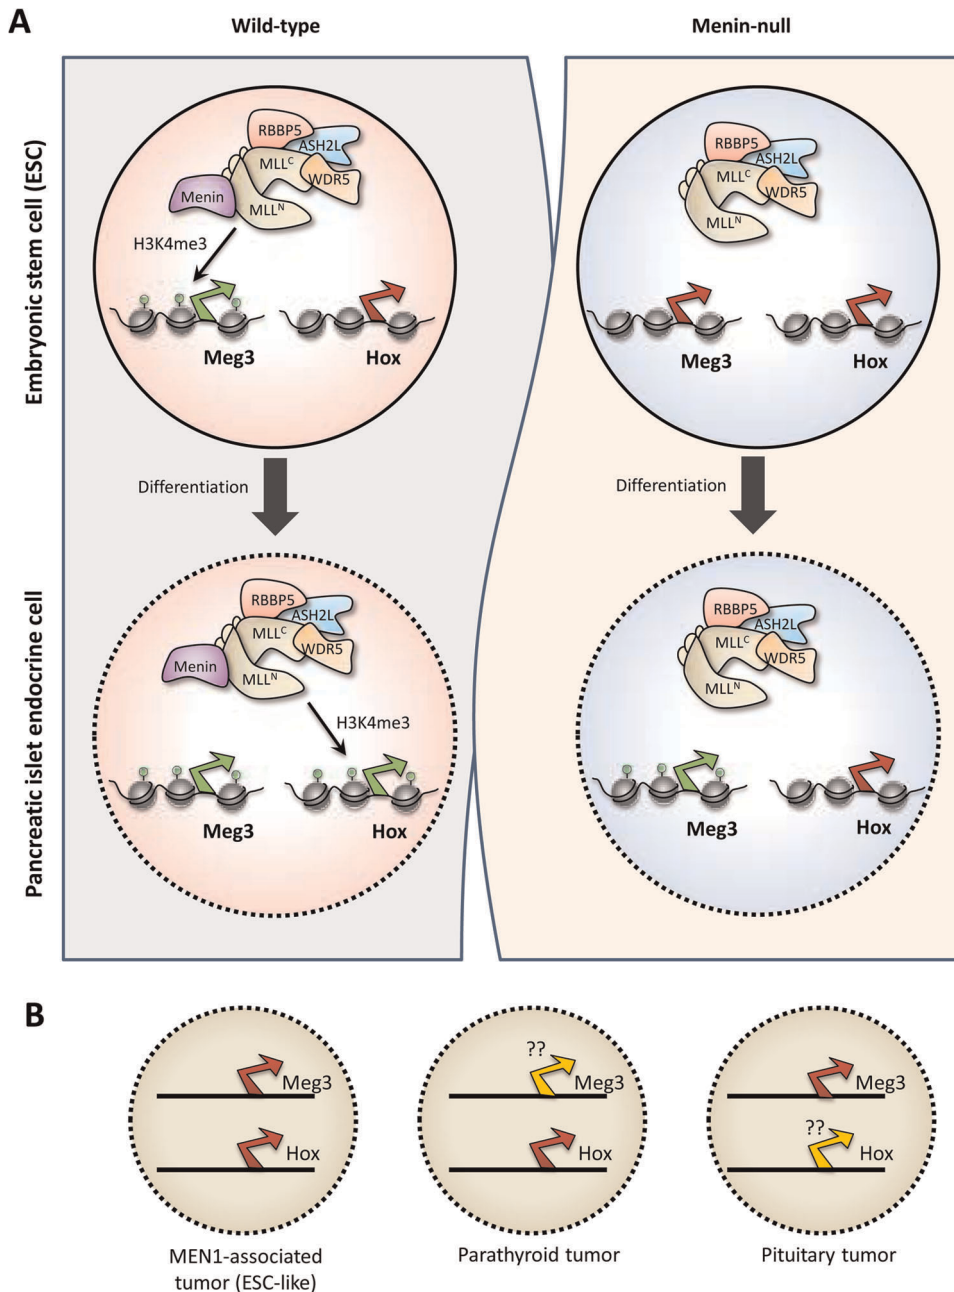 A
Wild-type
Menin-null
Embryonic stem cell (ESC)
RBBP5
ASH2L
MLLC
WDR5
Menin
MLLN
H3K4me3
Meg3
Hox
RBBP5
ASH2L
MLLC
WDR5
MLLN
Meg3
Hox
Differentiation
Differentiation
Pancreatic islet endocrine cell
RBBP5
ASH2L
MLLC
WDR5
Menin
MLLN
H3K4me3
Meg3
Hox
RBBP5
ASH2L
MLLC
WDR5
MLLN
Meg3
Hox
B
Meg3
Hox
MEN1-associated
tumor (ESC-like)
??
Meg3
Hox
Parathyroid tumor
Meg3
??
Hox
Pituitary tumor